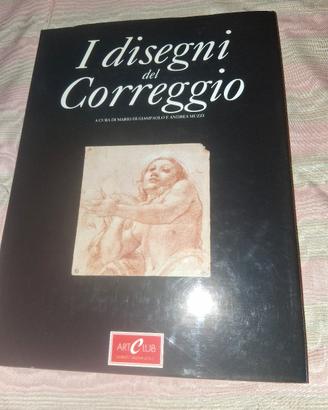 I disegni
del
Correggio
A CURA DI MARIO DI GIAMPAOLO E ANDREA MUZZI
ART CLUB